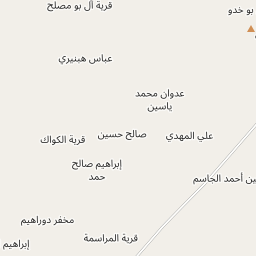 قرية آل بو مصلح
بو خدو
عباس هبنيري
عدوان محمد
ياسين
علي المهدي
صالح حسين
قرية الكواك
إبراهيم صالح
حمد
ين أحمد الجاسم
مخفر دوراهيم
قرية المراسمة
إبراهيم